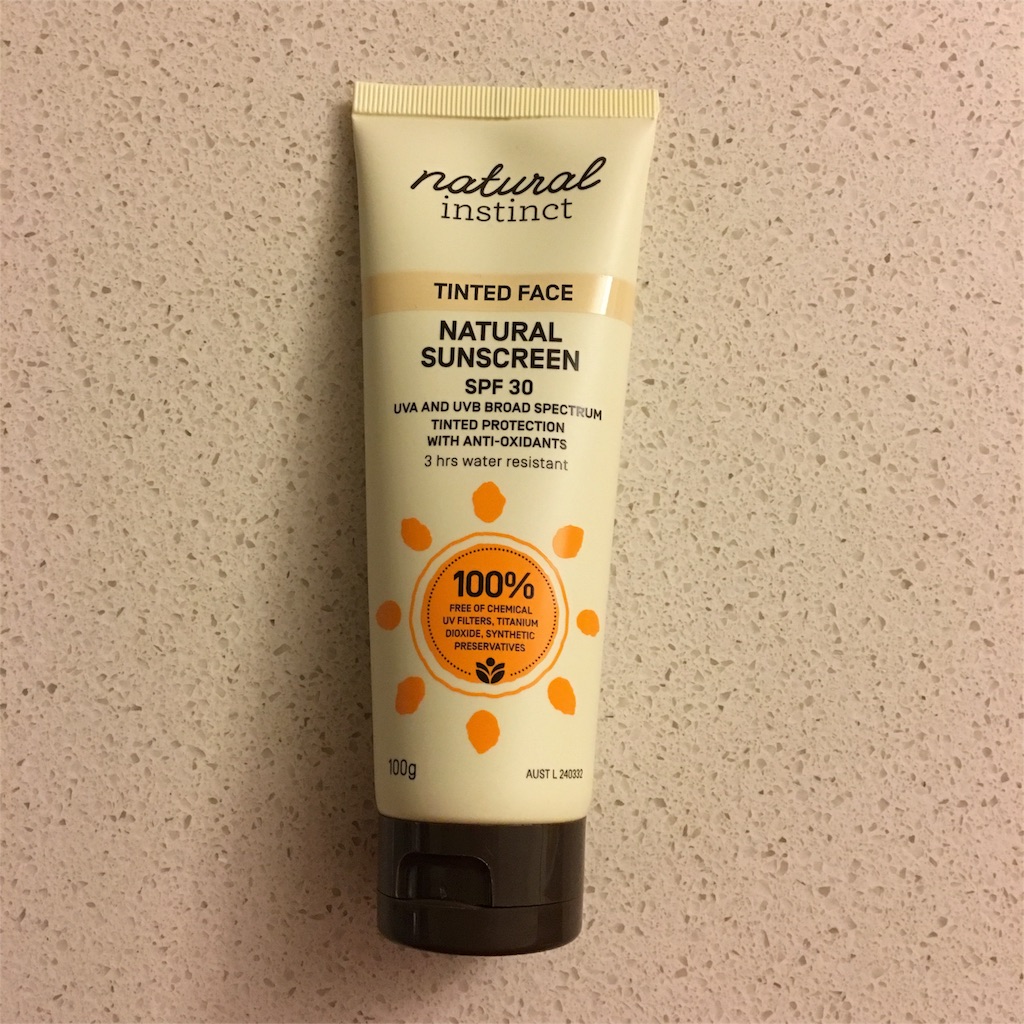 natural
instinct
TINTED FACE
NATURAL
SUNSCREEN
SPF 30
UVA AND UVB BROAD SPECTRUM
TINTED PROTECTION
WITH ANTI-OXIDANTS
3 hrs water resistant
100%
FREE OF CHEMICAL
UV FILTERS, TITANIUM
DIOXIDE, SYNTHETIC
PRESERVATIVES
100g
AUST L 240332